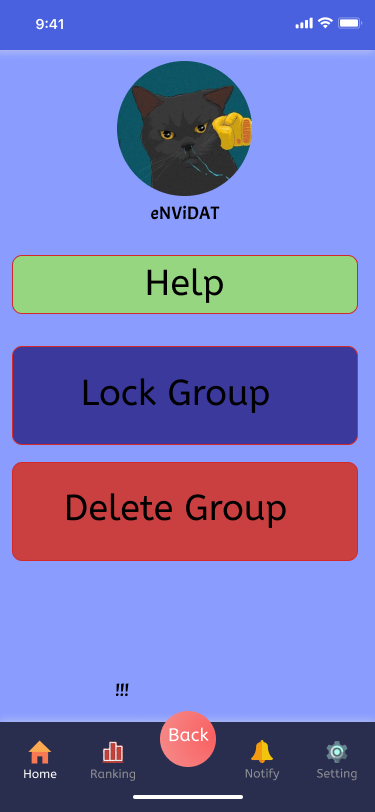 9:41
eNViDAT
Help
Lock Group
Delete Group
!!!
Back
Home
Ranking
Notify
Setting